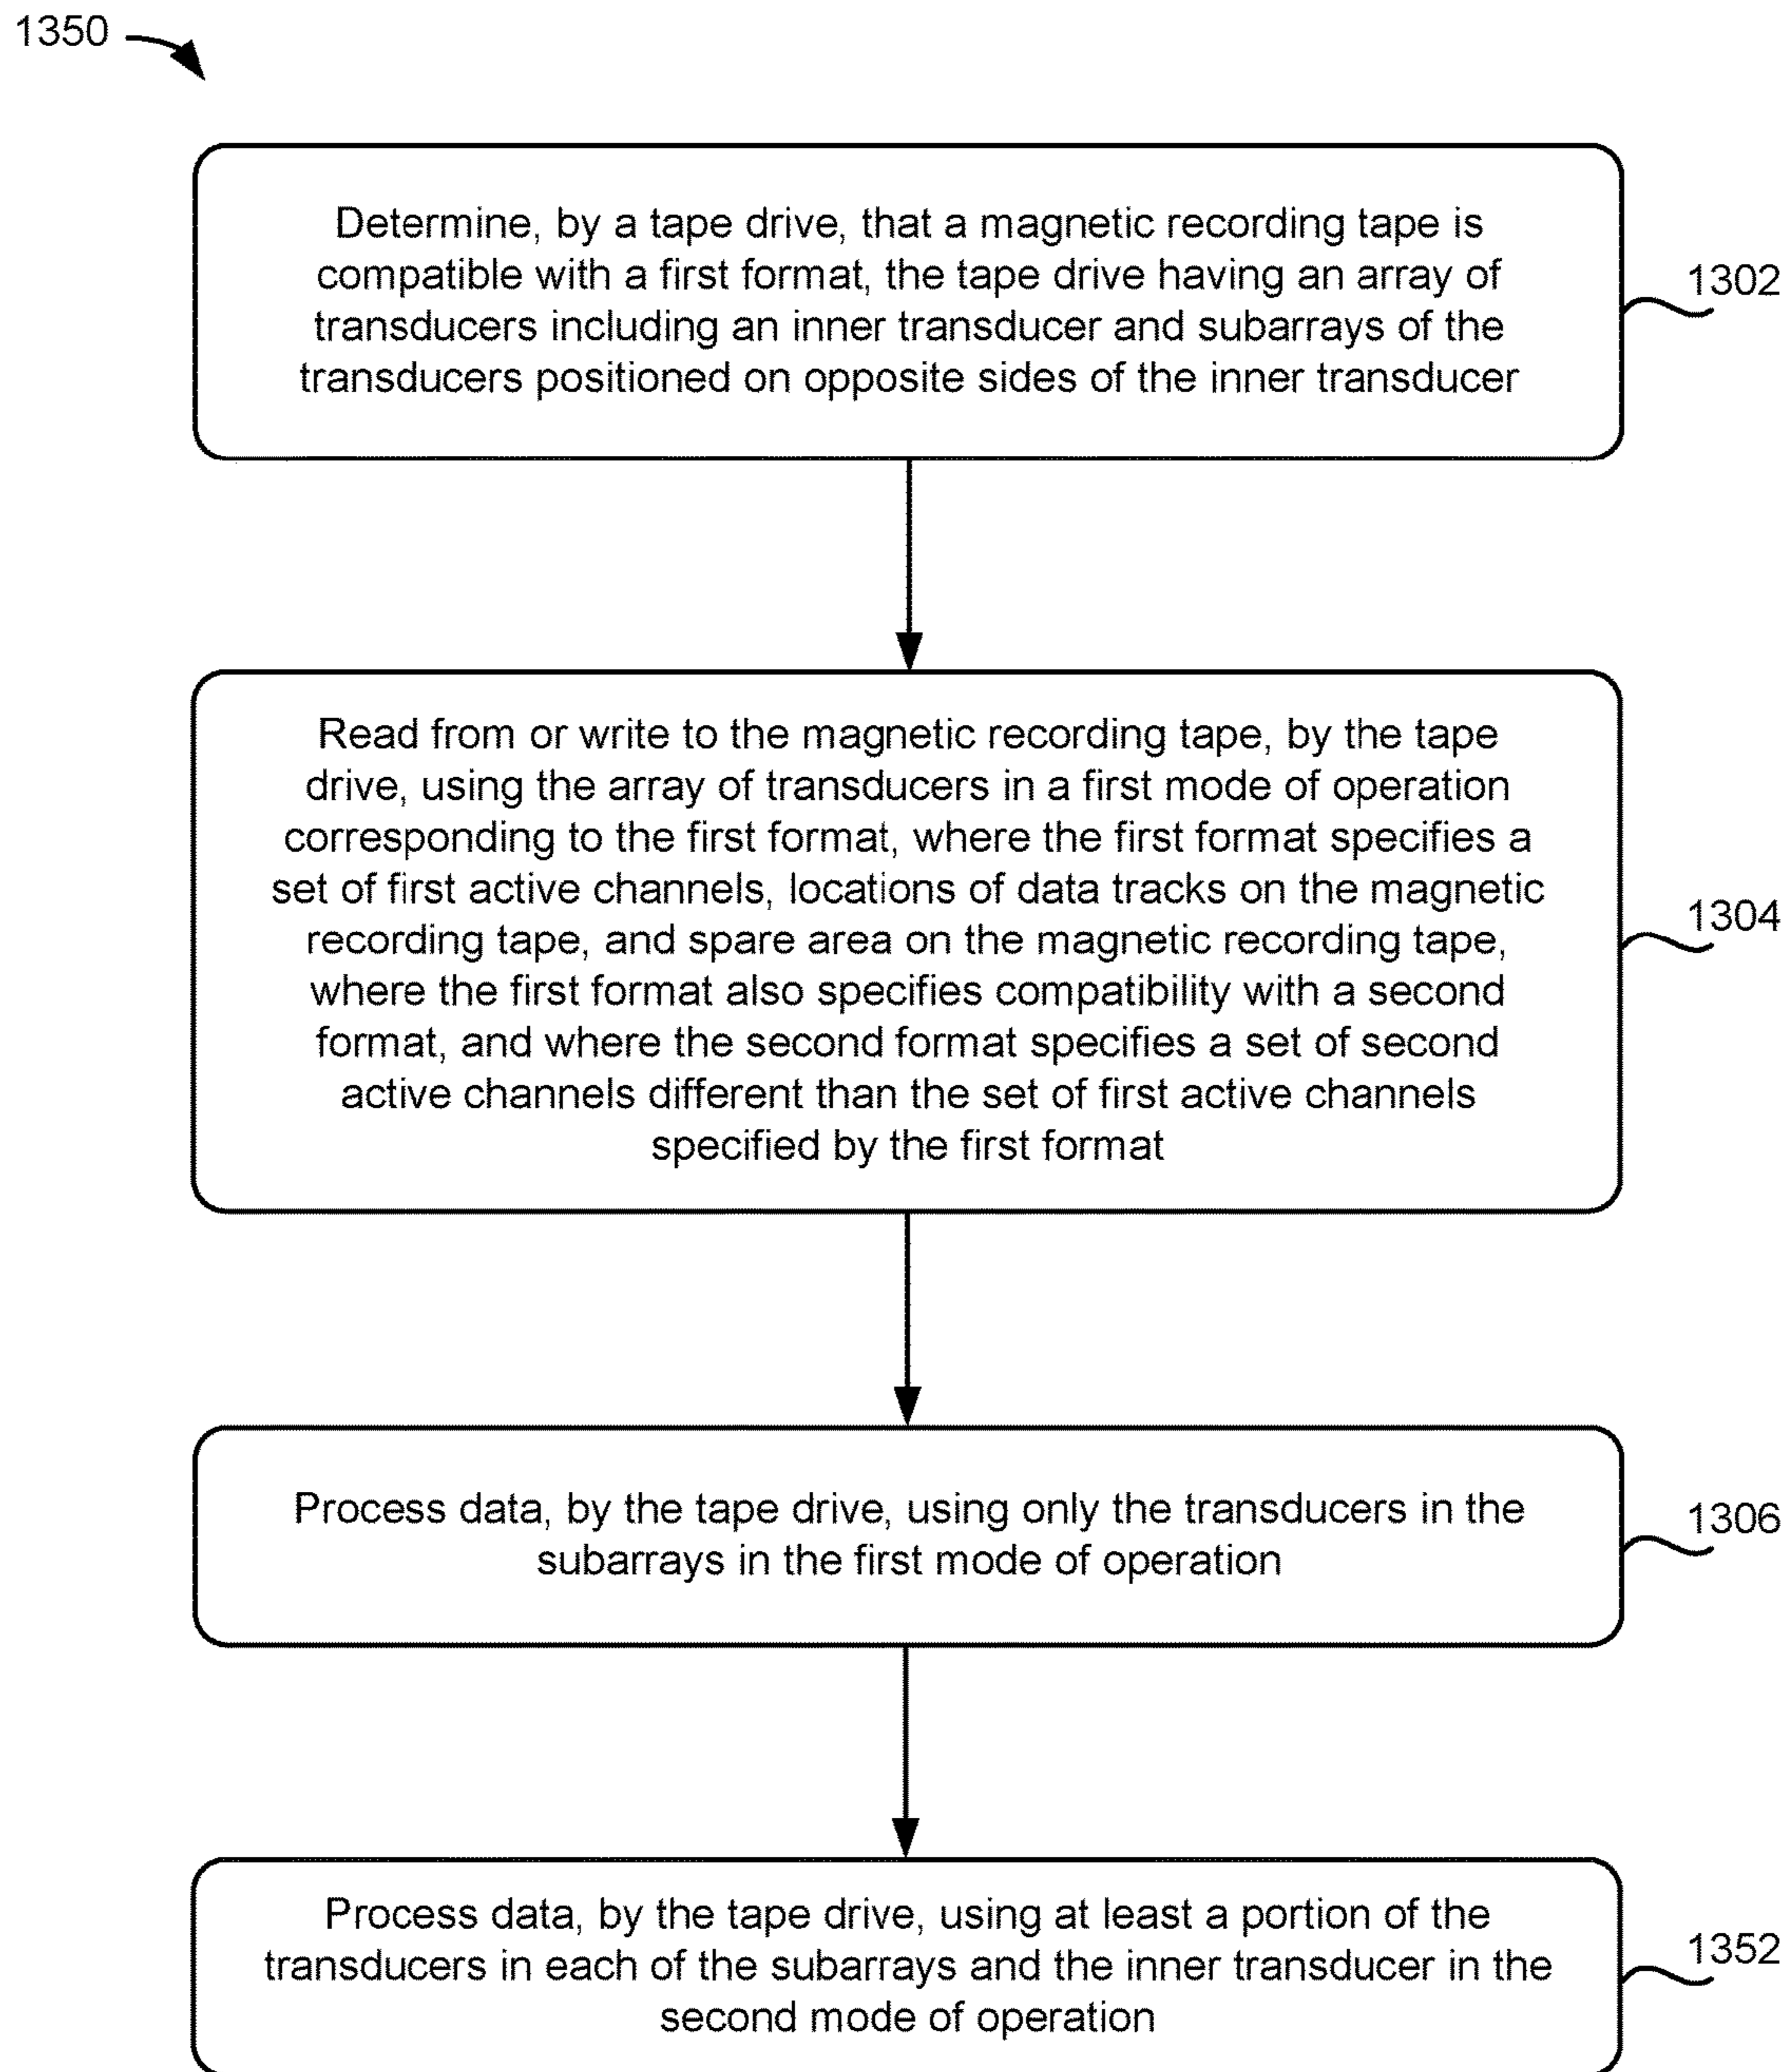 1350
Determine, by a tape drive, that a magnetic recording tape is
compatible with a first format, the tape drive having an array of
transducers including an inner transducer and subarrays of the
transducers positioned on opposite sides of the inner transducer
1302
Read from or write to the magnetic recording tape, by the tape
drive, using the array of transducers in a first mode of operation
corresponding to the first format, where the first format specifies a
set of first active channels, locations of data tracks on the magnetic
recording tape, and spare area on the magnetic recording tape,
where the first format also specifies compatibility with a second
format, and where the second format specifies a set of second
active channels different than the set of first active channels
specified by the first format
1304
Process data, by the tape drive, using only the transducers in the
subarrays in the first mode of operation
1306
Process data, by the tape drive, using at least a portion of the
transducers in each of the subarrays and the inner transducer in the
second mode of operation
1352